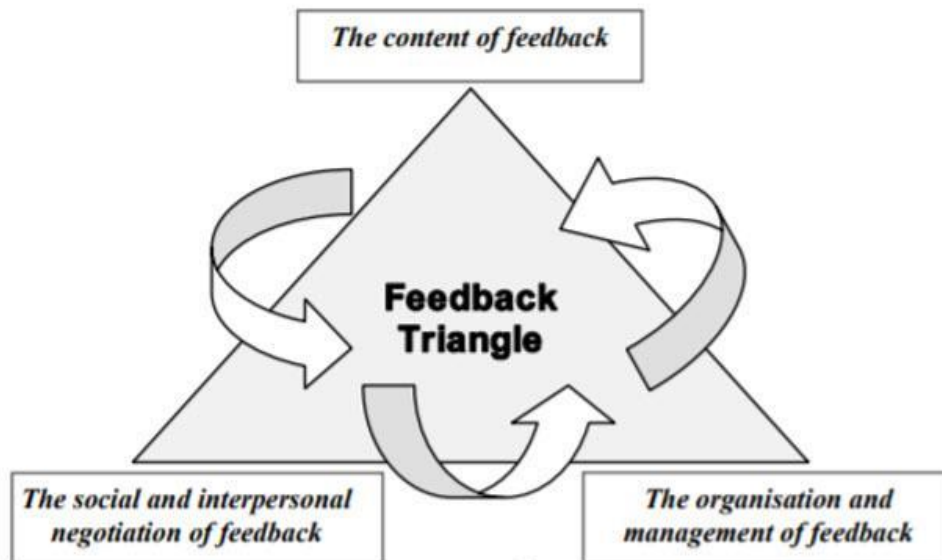 The content of feedback
Feedback
Triangle
The social and interpersonal
negotiation of feedback
The organisation and
management of feedback